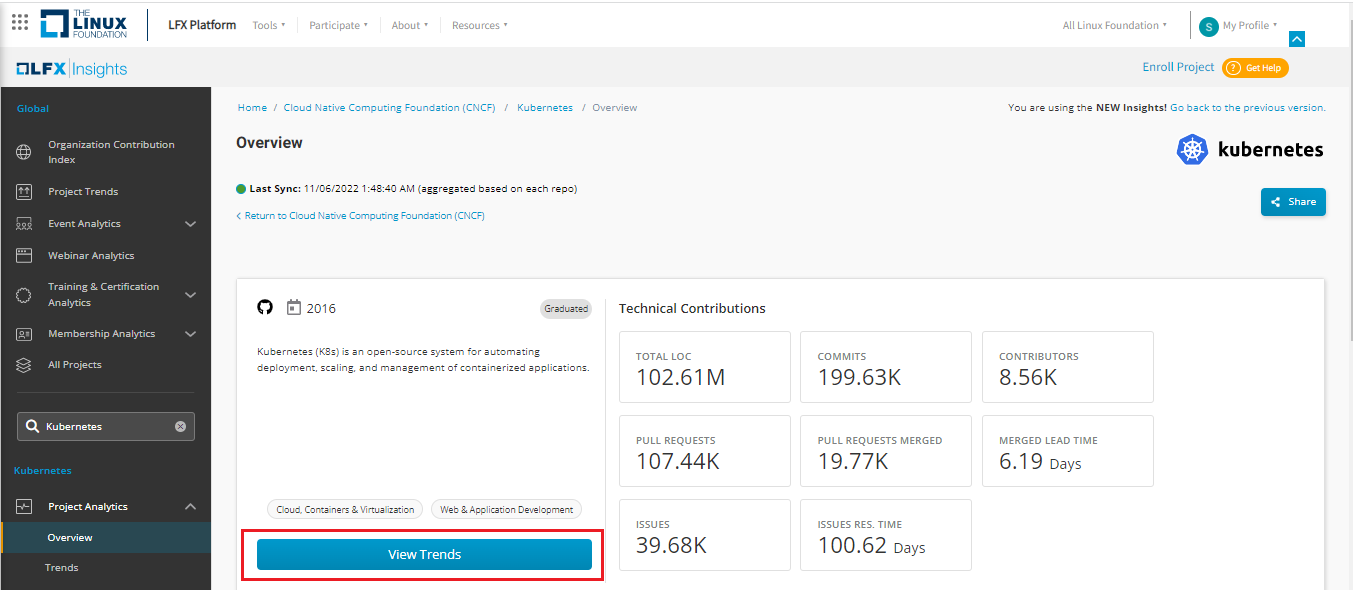 THE
LINUX
FOUNDATION
LFX Platform
Tools
Participate
About
Resources
All Linux Foundation
S
My Profile
LFX Insights
Enroll Project
? Get Help
Global
Organization Contribution
Index
Project Trends
Event Analytics
Webinar Analytics
Training & Certification
Analytics
Membership Analytics
All Projects
Kubernetes
Kubernetes
Project Analytics
Overview
Trends
Home / Cloud Native Computing Foundation (CNCF) / Kubernetes / Overview
You are using the NEW Insights! Go back to the previous version.
Overview
kubernetes
Last Sync: 11/06/2022 1:48:40 AM (aggregated based on each repo)
< Return to Cloud Native Computing Foundation (CNCF)
Share
2016
Graduated
Kubernetes (K8s) is an open-source system for automating
deployment, scaling, and management of containerized applications.
Cloud, Containers & Virtualization
Web & Application Development
View Trends
Technical Contributions
TOTAL LOC
102.61M
COMMITS
199.63K
CONTRIBUTORS
8.56K
PULL REQUESTS
107.44K
PULL REQUESTS MERGED
19.77K
MERGED LEAD TIME
6.19 Days
ISSUES
39.68K
ISSUES RES. TIME
100.62 Days